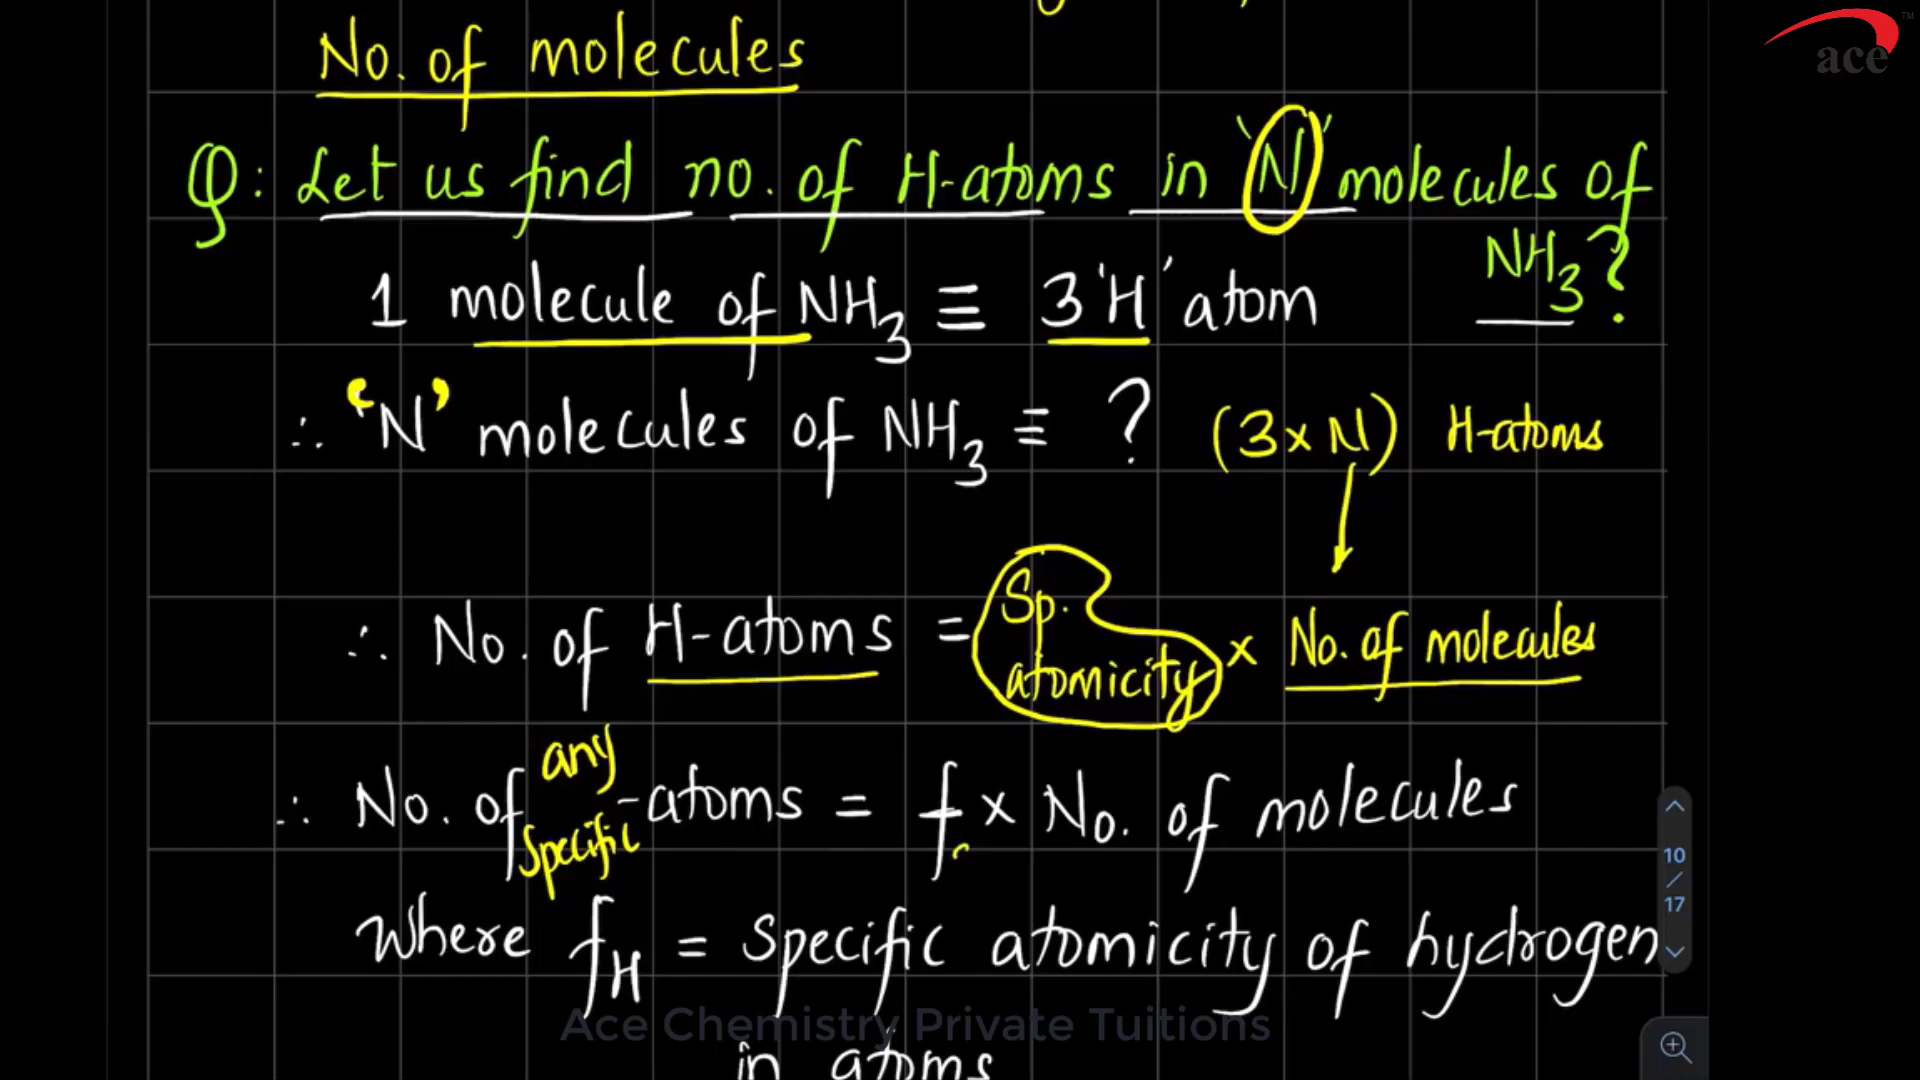 ace™
No. of molecules
Q: Let us find no. of H-atoms in 'N' molecules of
NH3?
1 molecule of NH3 ≡ 3 'H' atom
∴ 'N' molecules of NH3 ≡ ? (3 × N) H-atoms
∴ No. of H-atoms = Sp. atomicity × No. of molecules
∴ No. of any specific -atoms = f × No. of molecules
Where fH = specific atomicity of hydrogen
in atoms
10
/
17
Ace Chemistry Private Tuitions